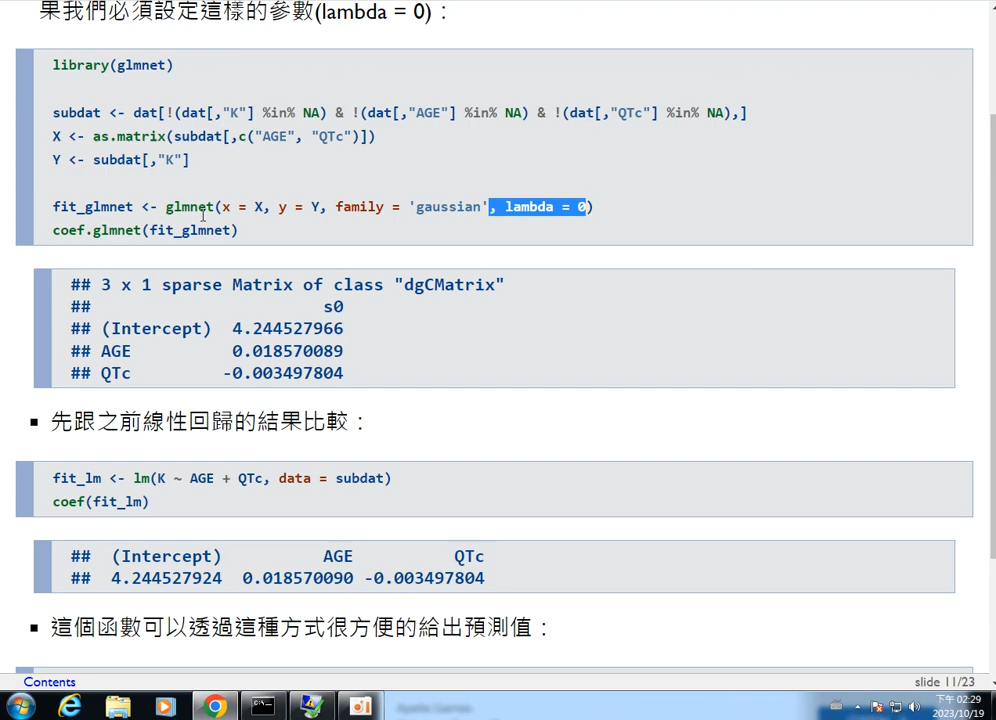 果我們必須設定這樣的參數(lambda = 0)：
library(glmnet)
subdat <- dat[!(dat[,"K"] %in% NA) & !(dat[,"AGE"] %in% NA) & !(dat[,"QTc"] %in% NA),]
X <- as.matrix(subdat[,c("AGE", "QTc")])
Y <- subdat[,"K"]
fit_glmnet <- glmnet(x = X, y = Y, family = 'gaussian', lambda = 0)
coef.glmnet(fit_glmnet)
## 3 x 1 sparse Matrix of class "dgCMatrix"
## s0
## (Intercept) 4.244527966
## AGE 0.018570089
## QTc -0.003497804
▪ 先跟之前線性回歸的結果比較：
fit_lm <- lm(K ~ AGE + QTc, data = subdat)
coef(fit_lm)
## (Intercept) AGE QTc
## 4.244527924 0.018570090 -0.003497804
▪ 這個函數可以透過這種方式很方便的給出預測值：
Contents
slide 11/23
下午 02:29
2023/10/19